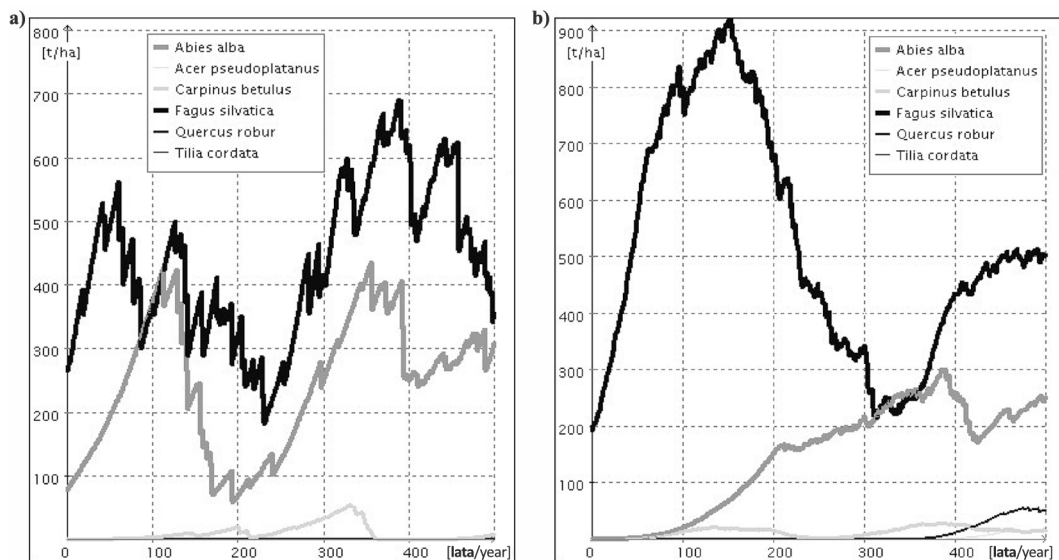 a)
800
[t/ha]
700
600
500
400
300
200
100
Abies alba
Acer pseudoplatanus
Carpinus betulus
Fagus silvatica
Quercus robur
Tilia cordata
0
100
200
300
400
[lata/year]
b)
900
[t/ha]
800
700
600
500
400
300
200
100
Abies alba
Acer pseudoplatanus
Carpinus betulus
Fagus silvatica
Quercus robur
Tilia cordata
0
100
200
300
400
[lata/year]